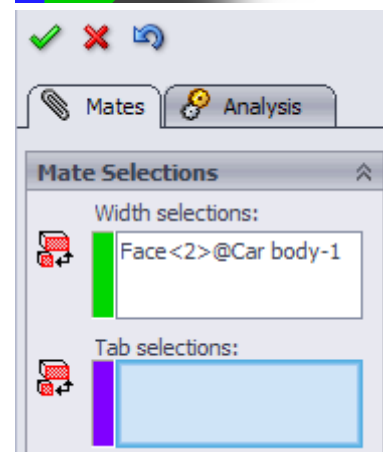 Mates Analysis
Mate Selections
Width selections:
Face<2>@Car body-1
Tab selections: